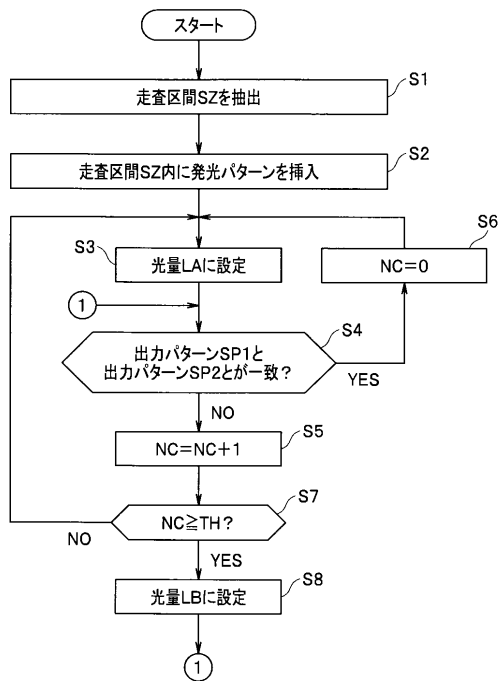 スタート
S1
走査区間SZを抽出
S2
走査区間SZ内に発光パターンを挿入
S6
S3
光量LAに設定
NC=0
1
S4
出力パターンSP1と
出力パターンSP2とが一致?
YES
NO
S5
NC=NC+1
S7
NC≧TH?
NO
YES
S8
光量LBに設定
1